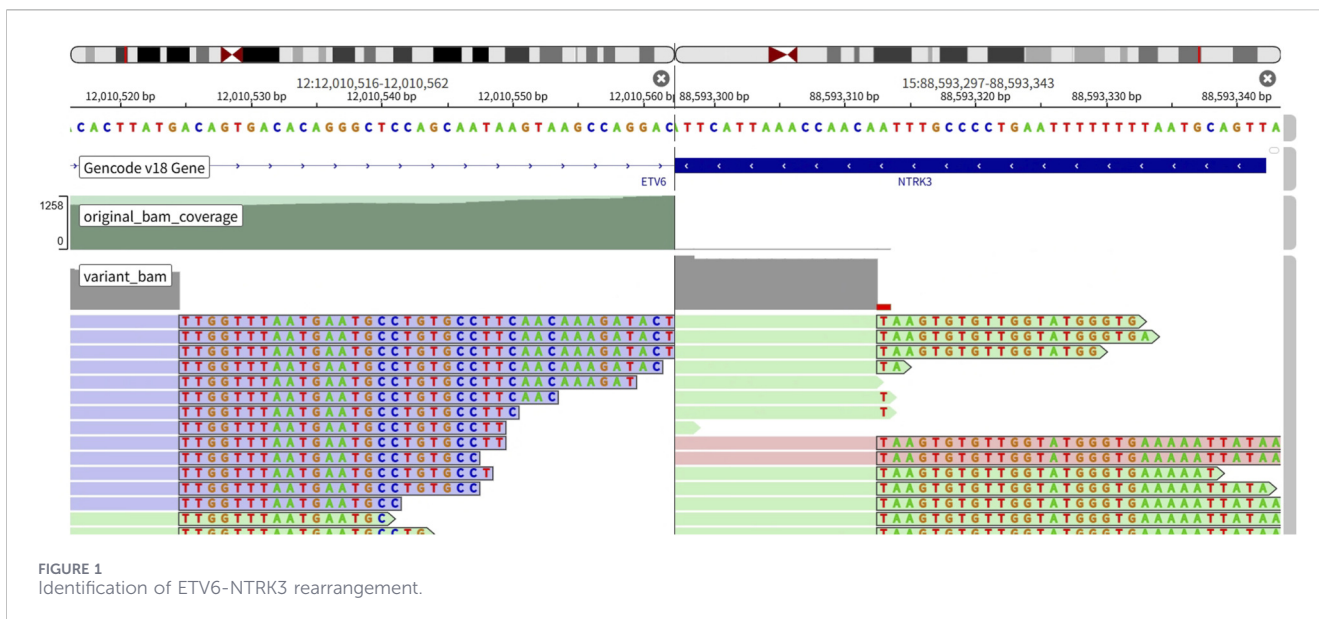 12:12,010,516-12,010,562
15:88,593,297-88,593,343
12,010,520 bp 12,010,530 bp 12,010,540 bp 12,010,550 bp 12,010,560 bp 88,593,300 bp 88,593,310 bp 88,593,320 bp 88,593,330 bp 88,593,340 bp
CACTTATGACAGTGACACAGGGCTCCAGCAATAAGTAAGCCAGGAC
TTCATTAAACCAACAATTTGCCCCTGAATTTTTTTTAATGCAGTTA
Gencode v18 Gene
ETV6
NTRK3
1258
original_bam_coverage
0
variant_bam
TTGGTTTAATGAATGCCTGTGCCTTCAACAAAGATACT TAAGTGTGTTGGTATGGGTG
TTGGTTTAATGAATGCCTGTGCCTTCAACAAAGATACT TAAGTGTGTTGGTATGGGTGA
TTGGTTTAATGAATGCCTGTGCCTTCAACAAAGATACT TAAGTGTGTTGGTATGG
TTGGTTTAATGAATGCCTGTGCCTTCAACAAAGATAC TA
TTGGTTTAATGAATGCCTGTGCCTTCAACAAAGAT
TTGGTTTAATGAATGCCTGTGCCTTCAAC T
TTGGTTTAATGAATGCCTGTGCCTTC T
TTGGTTTAATGAATGCCTGTGCCTT
TTGGTTTAATGAATGCCTGTGCCTT TAAGTGTGTTGGTATGGGTGAAAAATTATAA
TTGGTTTAATGAATGCCTGTGCC TAAGTGTGTTGGTATGGGTGAAAAATTATAA
TTGGTTTAATGAATGCCTGTGCCT TAAGTGTGTTGGTATGGGTGAAAAAT
TTGGTTTAATGAATGCCTGTGCC TAAGTGTGTTGGTATGGGTGAAAAATTATA
TTGGTTTAATGAATGCC TAAGTGTGTTGGTATGGGTGAAAAATTATAA
TTGGTTTAATGAATGC TAAGTGTGTTGGTATGGGTGAAAAATTATAA
TTGGTTTAATGAATGCCTG TAAGTGTGTTGGTATGGGTGAAAAATTATAA
FIGURE 1
Identification of ETV6-NTRK3 rearrangement.